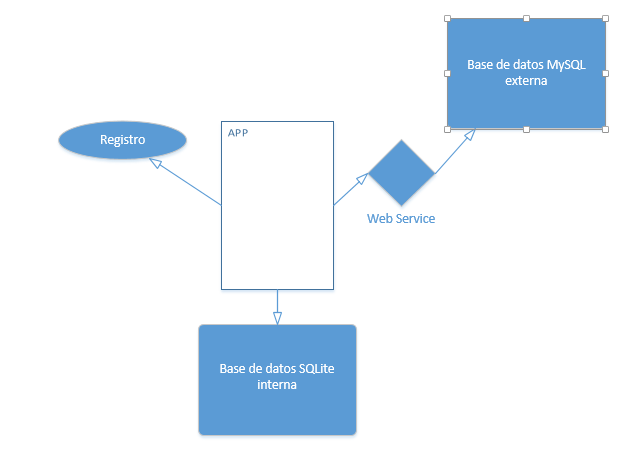 Base de datos MySQL
externa
Registro
APP
Web Service
Base de datos SQLite
interna